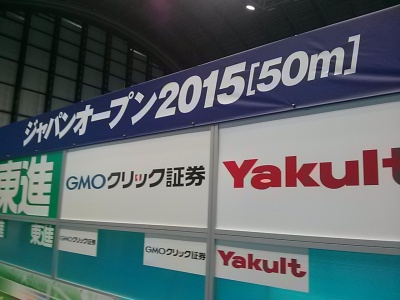 ジャパンオープン2015[50m]
東進 GMOクリック証券 Yakult
東進 GMOクリック証券 GMOクリック証券 Yakult